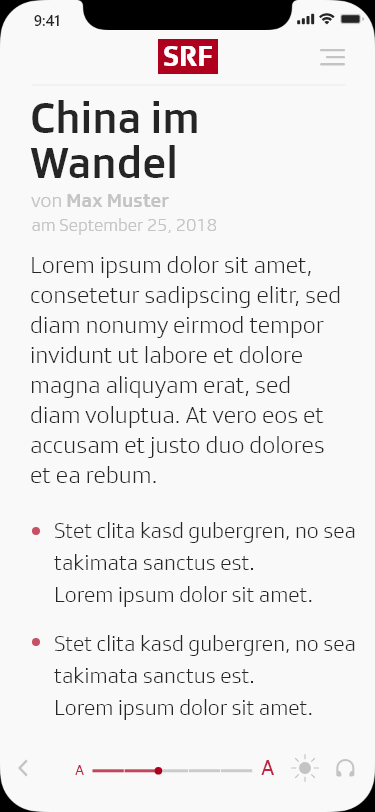 9:41
SRF
China im
Wandel
von Max Muster
am September 25, 2018
Lorem ipsum dolor sit amet,
consetetur sadipscing elitr, sed
diam nonumy eirmod tempor
invidunt ut labore et dolore
magna aliquyam erat, sed
diam voluptua. At vero eos et
accusam et justo duo dolores
et ea rebum.
Stet clita kasd gubergren, no sea
takimata sanctus est.
Lorem ipsum dolor sit amet.
Stet clita kasd gubergren, no sea
takimata sanctus est.
Lorem ipsum dolor sit amet.
A A